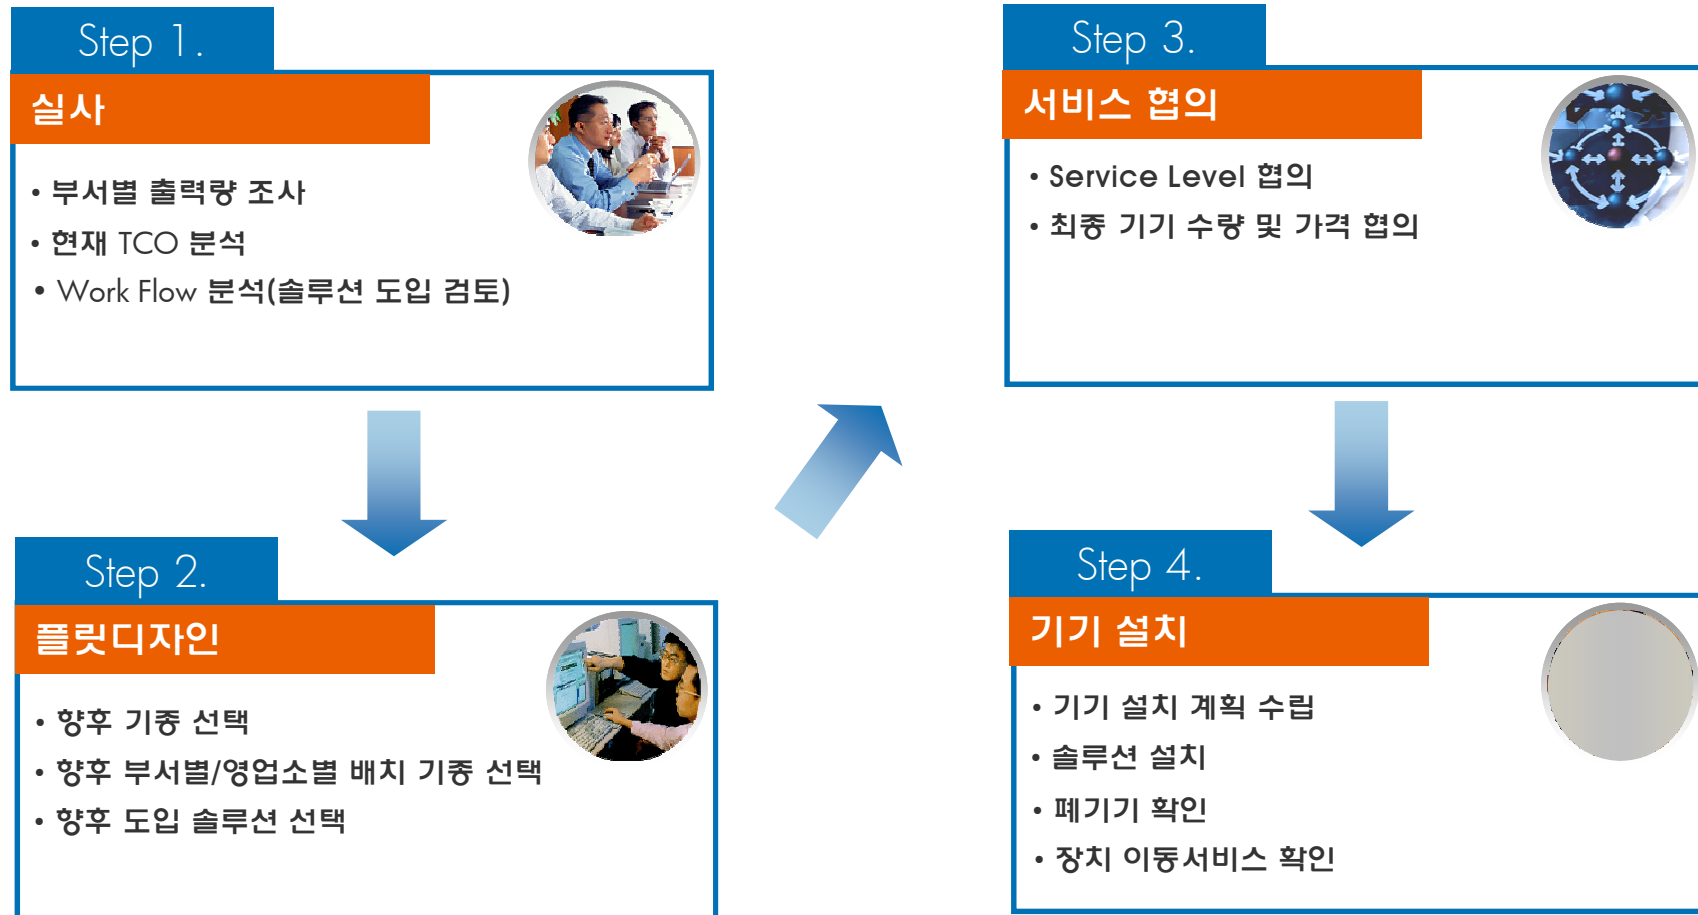 Step 1.
실사
• 부서별 출력량 조사
• 현재 TCO 분석
• Work Flow 분석(솔루션 도입 검토)
Step 2.
플릿디자인
• 향후 기종 선택
• 향후 부서별/영업소별 배치 기종 선택
• 향후 도입 솔루션 선택
Step 3.
서비스 협의
• Service Level 협의
• 최종 기기 수량 및 가격 협의
Step 4.
기기 설치
• 기기 설치 계획 수립
• 솔루션 설치
• 폐기기 확인
• 장치 이동서비스 확인